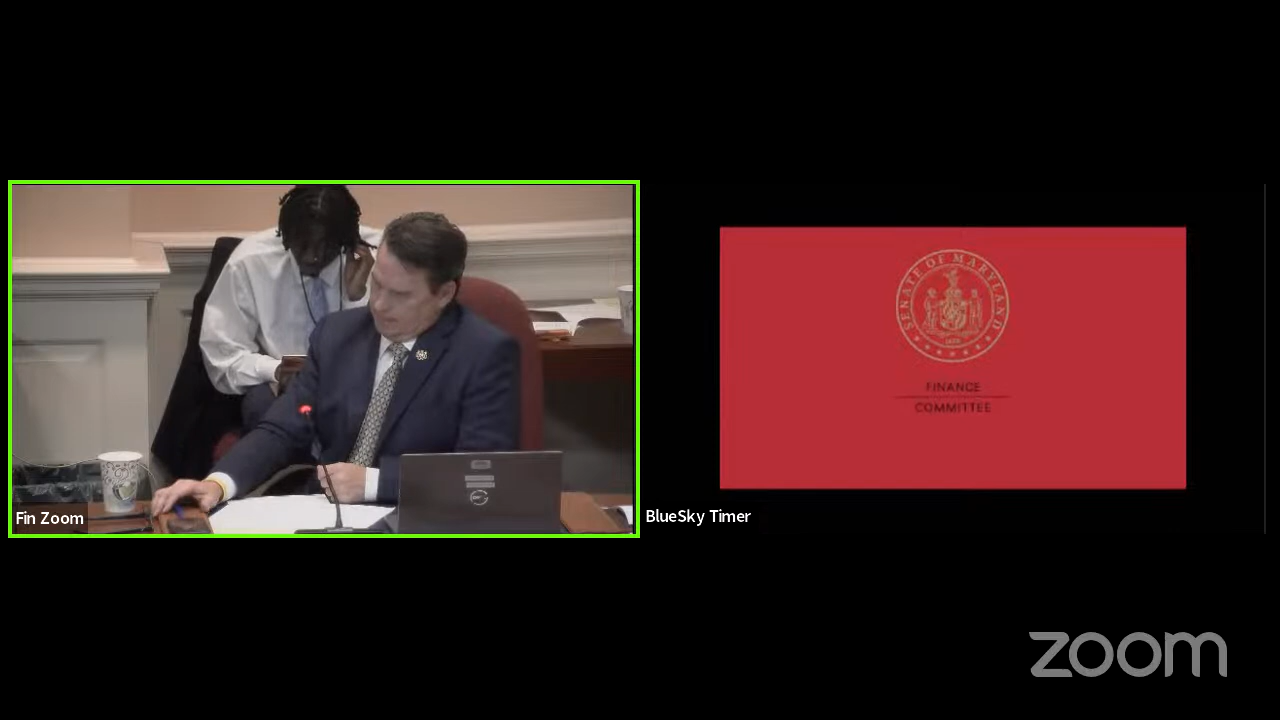 SENATE OF MARYLAND
FINANCE
COMMITTEE
Fin Zoom
BlueSky Timer
zoom